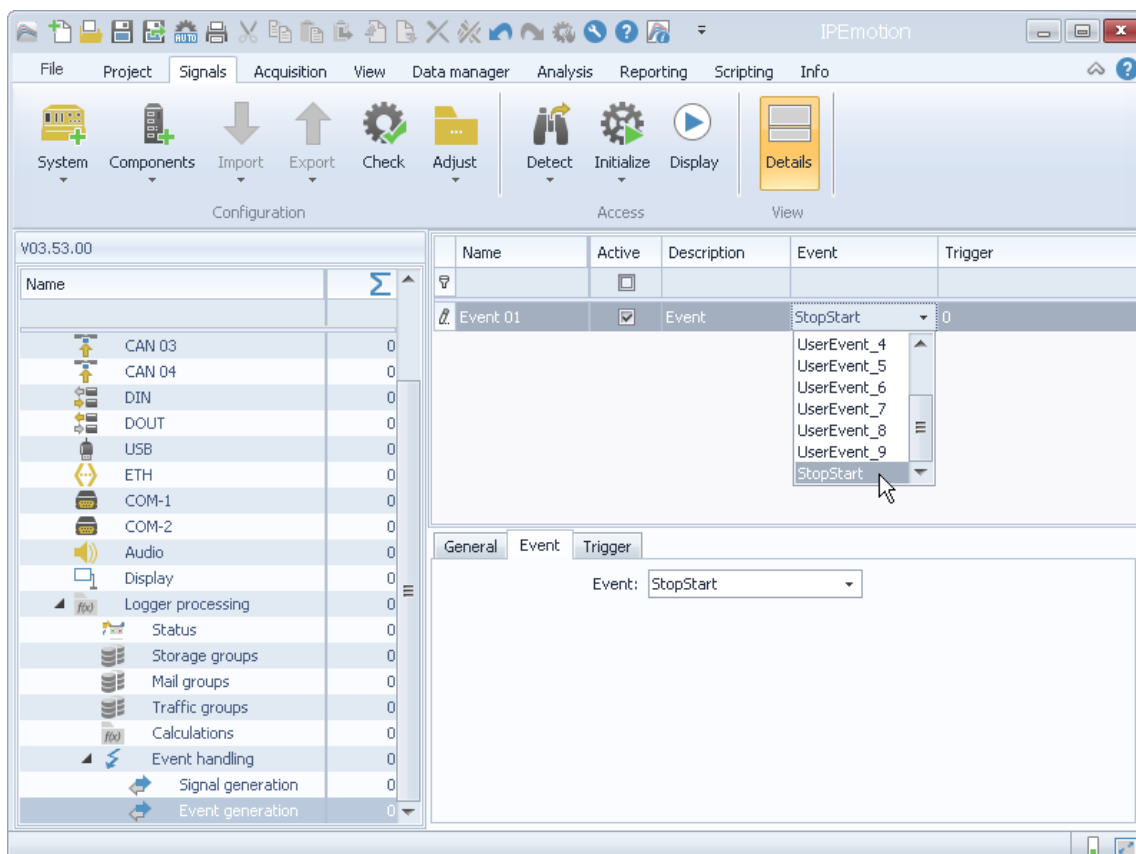 AUTO
IPEmotion
File Project Signals Acquisition View Data manager Analysis Reporting Scripting Info
System Components Import Export Check Adjust Detect Initialize Display Details
Configuration Access View
V03.53.00
Name
CAN 03 0
CAN 04 0
DIN 0
DOUT 0
USB 0
ETH 0
COM-1 0
COM-2 0
Audio 0
Display 0
f(x) Logger processing 0
Status 0
Storage groups 0
Mail groups 0
Traffic groups 0
f(x) Calculations 0
Event handling 0
Signal generation 0
Event generation 0
Name Active Description Event Trigger
Event 01 Event StopStart 0
UserEvent_4
UserEvent_5
UserEvent_6
UserEvent_7
UserEvent_8
UserEvent_9
StopStart
General Event Trigger
Event: StopStart